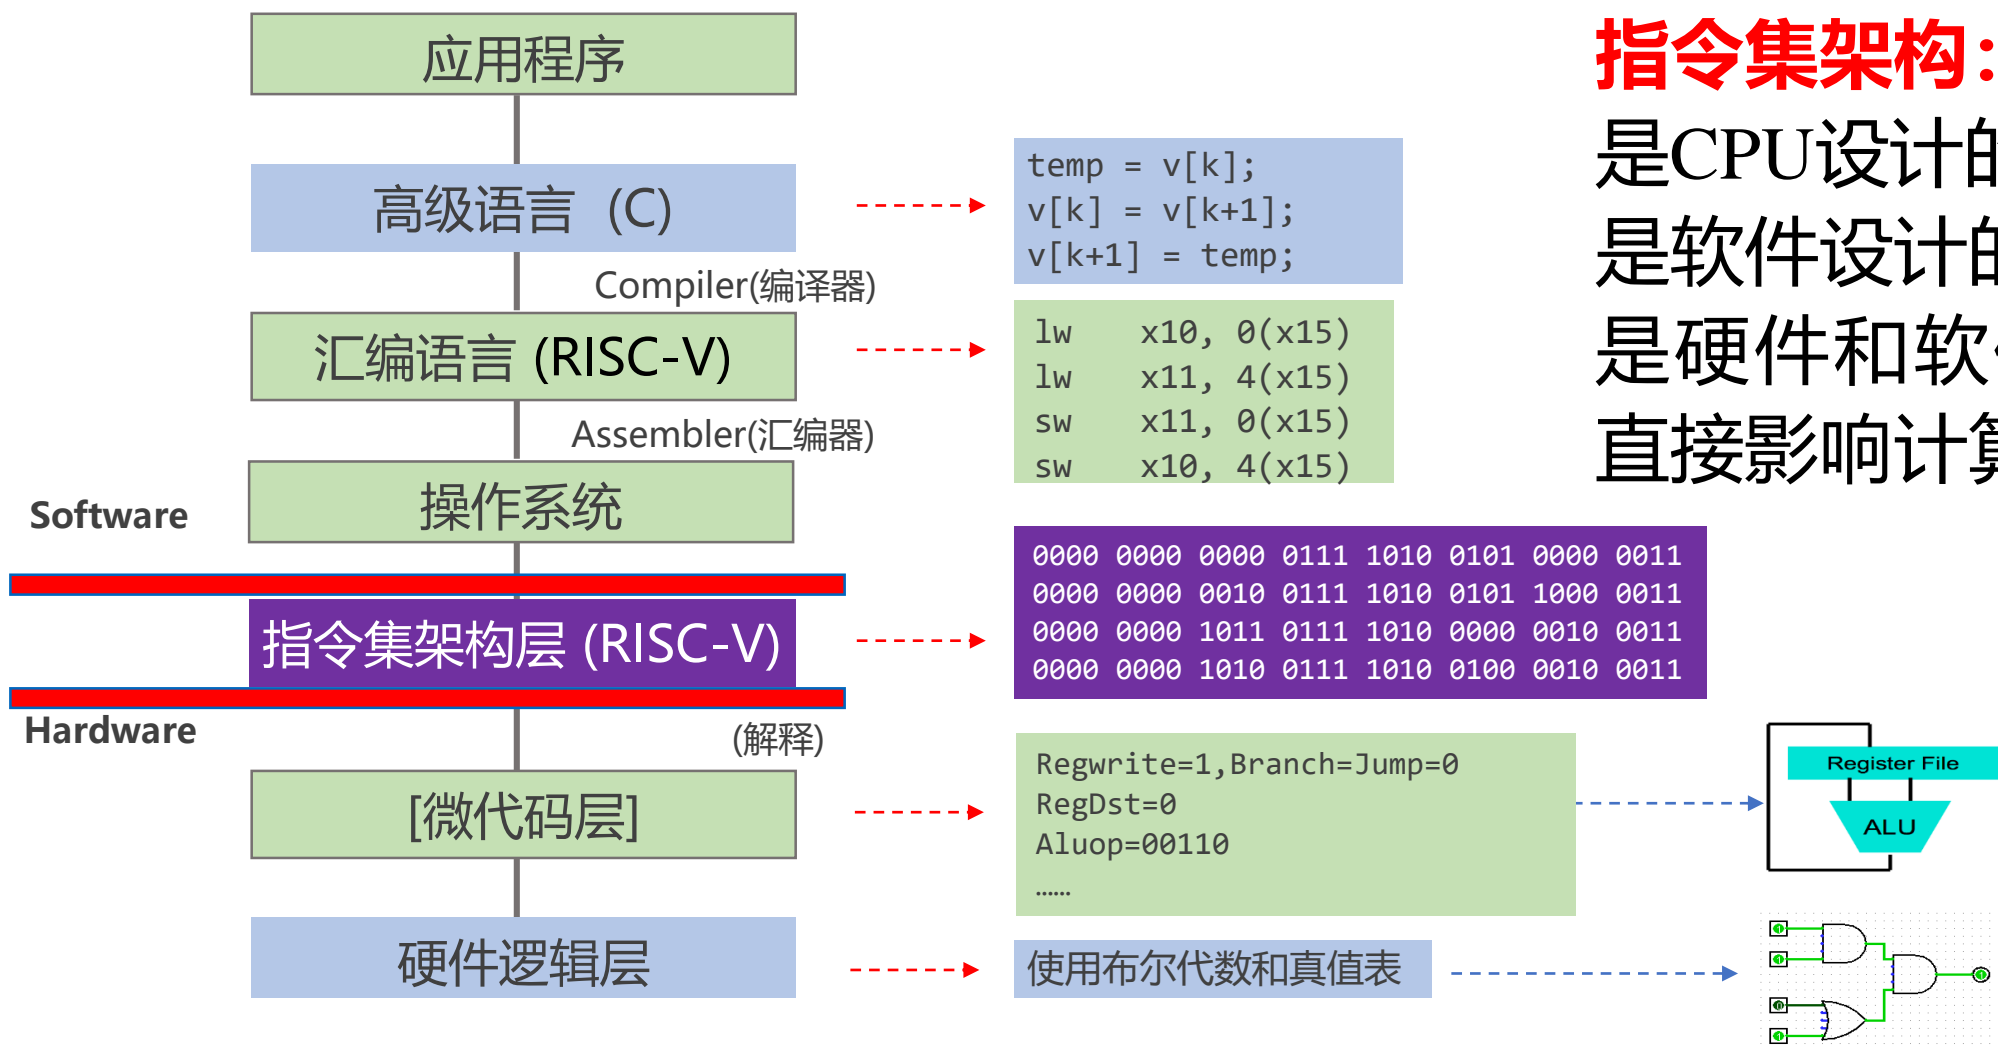 应用程序
高级语言 (C)
Compiler(编译器)
汇编语言 (RISC-V)
Assembler(汇编器)
操作系统
Software
指令集架构层 (RISC-V)
Hardware
(解释)
[微代码层]
硬件逻辑层
temp = v[k];
v[k] = v[k+1];
v[k+1] = temp;
lw x10, 0(x15)
lw x11, 4(x15)
sw x11, 0(x15)
sw x10, 4(x15)
0000 0000 0000 0111 1010 0101 0000 0011
0000 0000 0010 0111 1010 0101 1000 0011
0000 0000 1011 0111 1010 0000 0010 0011
0000 0000 1010 0111 1010 0100 0010 0011
Regwrite=1,Branch=Jump=0
RegDst=0
Aluop=00110
……
使用布尔代数和真值表
指令集架构：
是CPU设计的
是软件设计的
是硬件和软
直接影响计
Register File
ALU